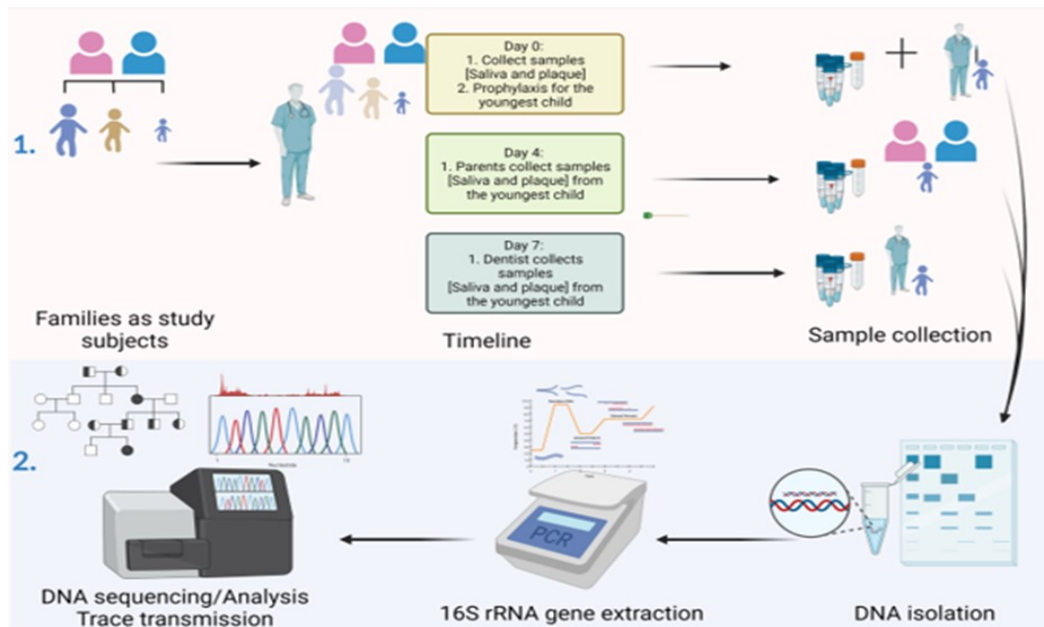 Day 0:
1. Collect samples
[Saliva and plaque]
2. Prophylaxis for the
youngest child
1.
Day 4:
1. Parents collect samples
[Saliva and plaque] from
the youngest child
Day 7:
1. Dentist collects
samples
[Saliva and plaque] from
the youngest child
Families as study
subjects
Timeline
Sample collection
2.
PCR
DNA sequencing/Analysis
Trace transmission
16S rRNA gene extraction
DNA isolation